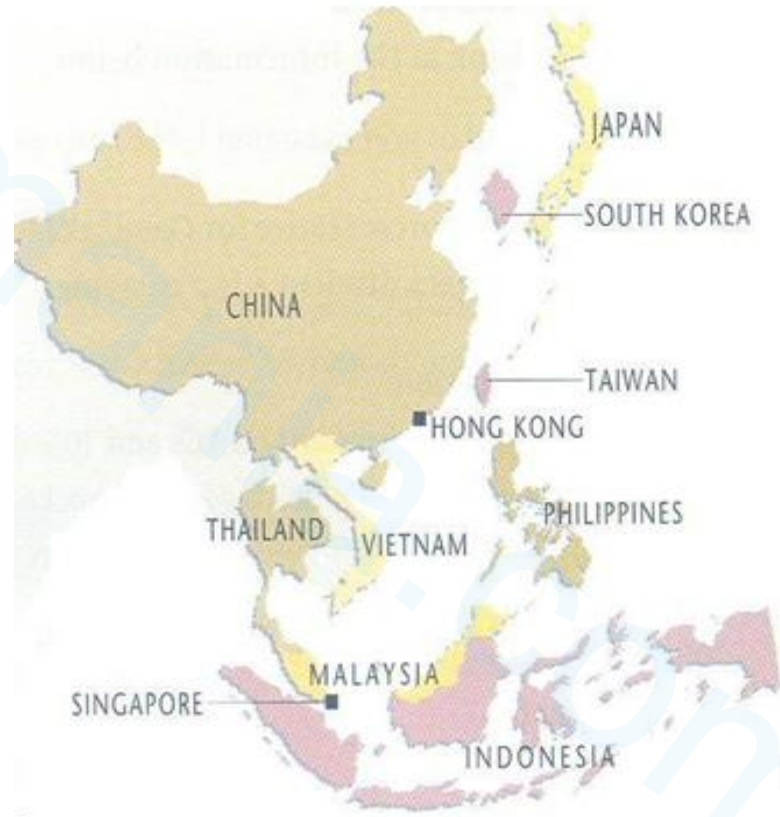 JAPAN
SOUTH KOREA
CHINA
TAIWAN
HONG KONG
PHILIPPINES
THAILAND
VIETNAM
MALAYSIA
SINGAPORE
INDONESIA